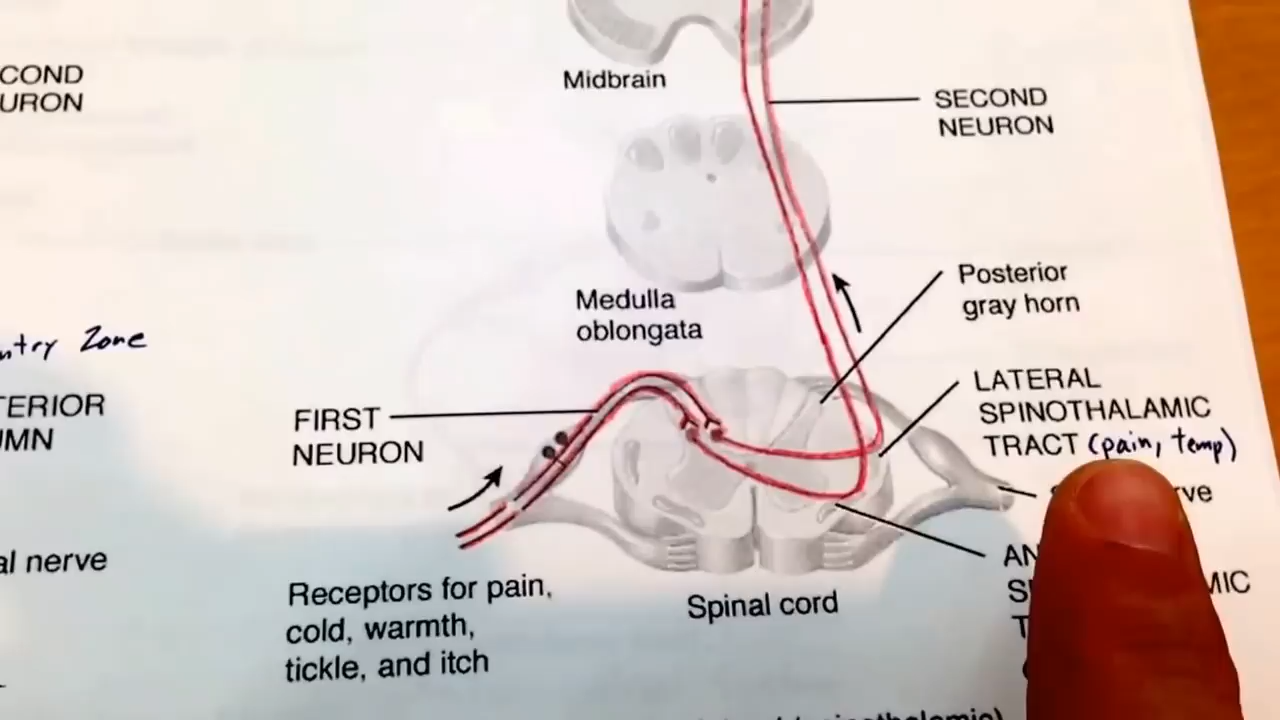 COND
URON
Midbrain
SECOND
NEURON
Posterior
gray horn
Medulla
oblongata
ntry Zone
TERIOR
UMN
FIRST
NEURON
LATERAL
SPINOTHALAMIC
TRACT (pain, temp)
rve
al nerve
AN
S MIC
T
Receptors for pain,
cold, warmth,
tickle, and itch
Spinal cord